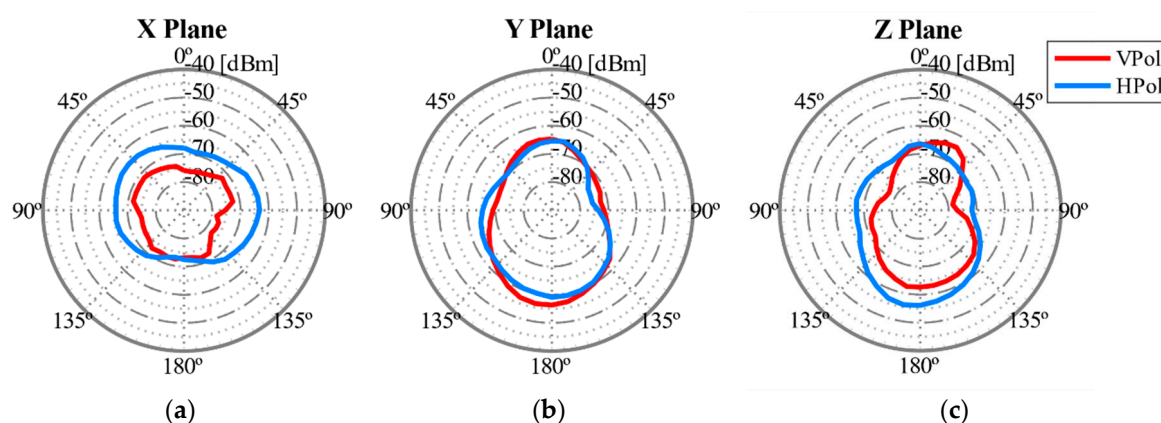 X Plane
0º
-40 [dBm]
-50
-60
-70
-80
45º
45º
90º
90º
135º
135º
180º
(a)
Y Plane
0º
-40 [dBm]
-50
-60
-70
-80
45º
45º
90º
90º
135º
135º
180º
(b)
Z Plane
0º
-40 [dBm]
-50
-60
-70
-80
45º
45º
90º
90º
135º
135º
180º
(c)
VPol
HPol